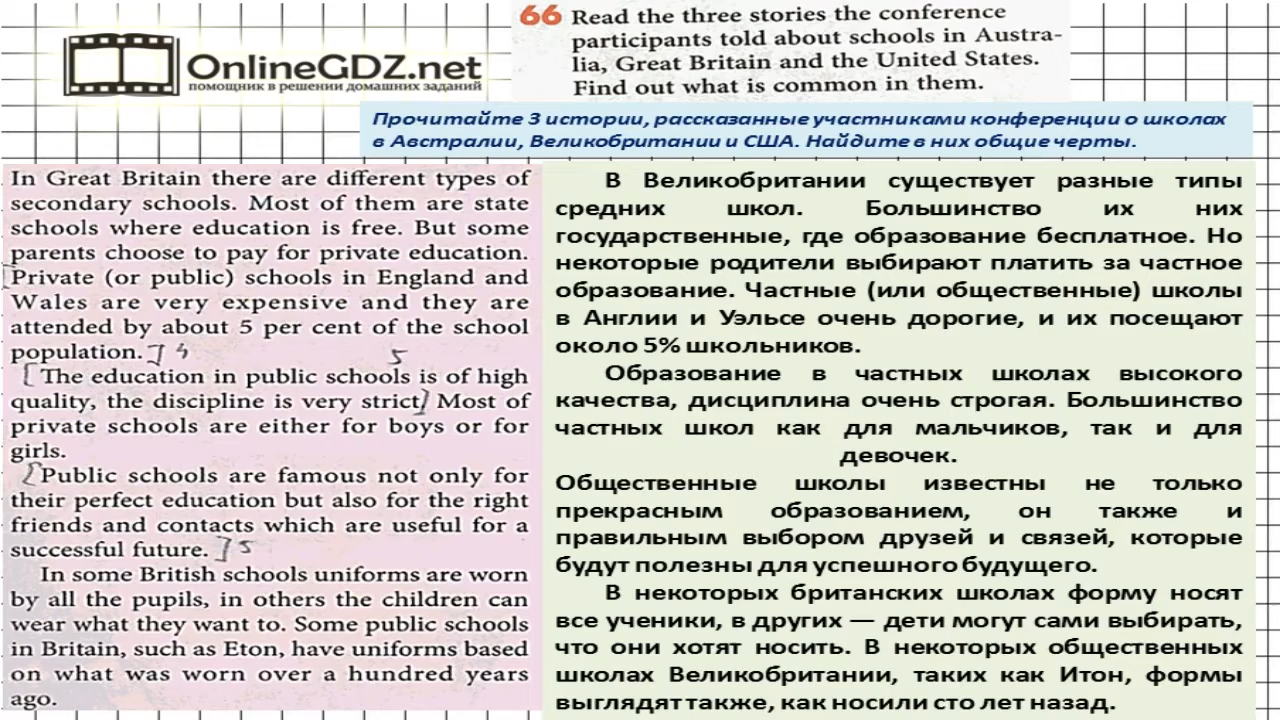 OnlineGDZ.net
помощник в решении домашних заданий
66 Read the three stories the conference
participants told about schools in Austra-
lia, Great Britain and the United States.
Find out what is common in them.
Прочитайте 3 истории, рассказанные участниками конференции о школах
в Австралии, Великобритании и США. Найдите в них общие черты.
In Great Britain there are different types of
secondary schools. Most of them are state
schools where education is free. But some
parents choose to pay for private education.
[Private (or public) schools in England and
Wales are very expensive and they are
attended by about 5 per cent of the school
population.] 4
5
[The education in public schools is of high
quality, the discipline is very strict] Most of
private schools are either for boys or for
girls.
[Public schools are famous not only for
their perfect education but also for the right
friends and contacts which are useful for a
successful future.] 5
In some British schools uniforms are worn
by all the pupils, in others the children can
wear what they want to. Some public schools
in Britain, such as Eton, have uniforms based
on what was worn over a hundred years
ago.
В Великобритании существует разные типы
средних школ. Большинство их них
государственные, где образование бесплатное. Но
некоторые родители выбирают платить за частное
образование. Частные (или общественные) школы
в Англии и Уэльсе очень дорогие, и их посещают
около 5% школьников.
Образование в частных школах высокого
качества, дисциплина очень строгая. Большинство
частных школ как для мальчиков, так и для
девочек.
Общественные школы известны не только
прекрасным образованием, он также и
правильным выбором друзей и связей, которые
будут полезны для успешного будущего.
В некоторых британских школах форму носят
все ученики, в других — дети могут сами выбирать,
что они хотят носить. В некоторых общественных
школах Великобритании, таких как Итон, формы
выглядят также, как носили сто лет назад.